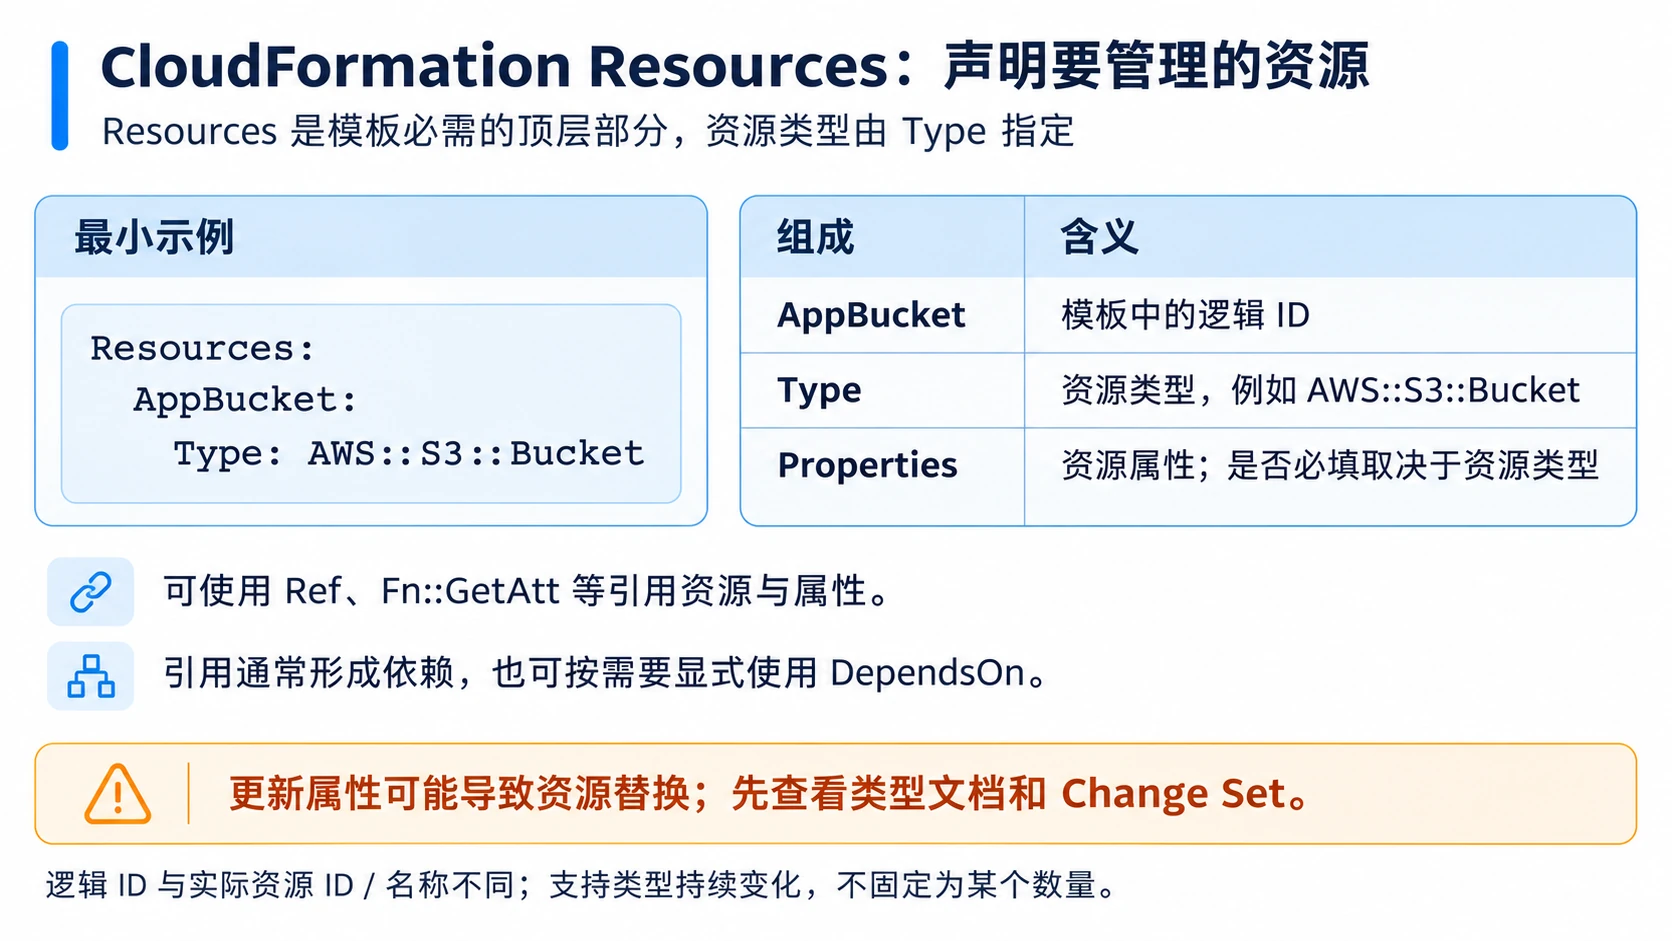 CloudFormation Resources：声明要管理的资源
Resources 是模板必需的顶层部分，资源类型由 Type 指定
最小示例
Resources:
  AppBucket:
    Type: AWS::S3::Bucket
组成 含义
AppBucket 模板中的逻辑 ID
Type 资源类型，例如 AWS::S3::Bucket
Properties 资源属性；是否必填取决于资源类型
可使用 Ref、Fn::GetAtt 等引用资源与属性。
引用通常形成依赖，也可按需要显式使用 DependsOn。
更新属性可能导致资源替换；先查看类型文档和 Change Set。
逻辑 ID 与实际资源 ID / 名称不同；支持类型持续变化，不固定为某个数量。